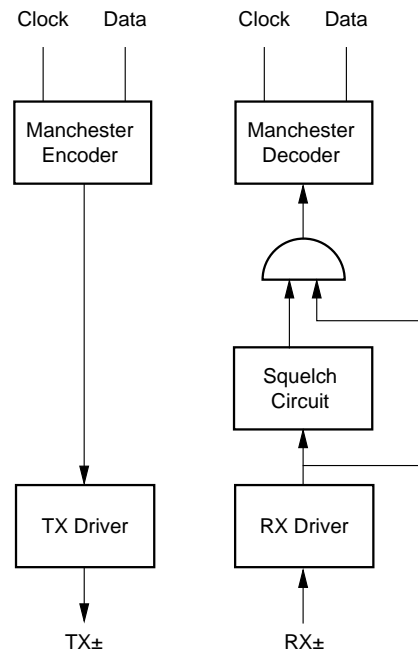 Clock Data Clock Data
Manchester Encoder
Manchester Decoder
Squelch Circuit
TX Driver
RX Driver
TX±
RX±